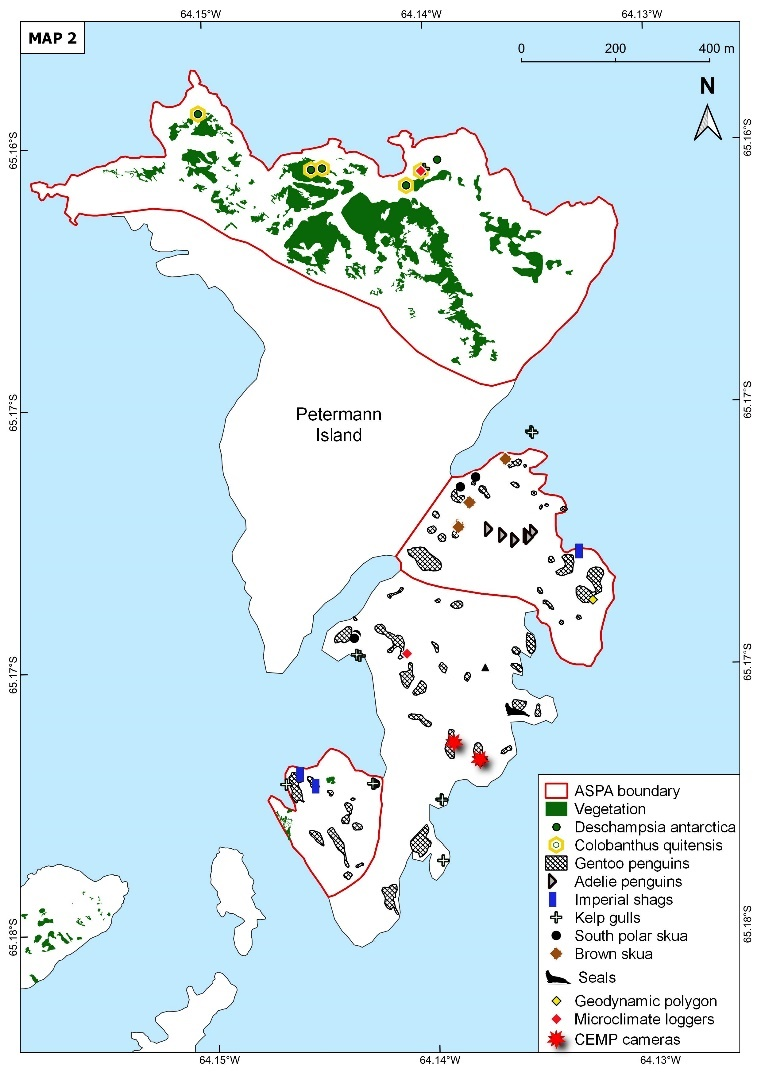 MAP 2
64.15°W
64.14°W
64.13°W
0 200 400 m
N
65.16°S
65.16°S
65.17°S
65.17°S
Petermann
Island
65.17°S
65.17°S
65.18°S
65.18°S
ASPA boundary
Vegetation
Deschampsia antarctica
Colobanthus quitensis
Gentoo penguins
Adelie penguins
Imperial shags
Kelp gulls
South polar skua
Brown skua
Seals
Geodynamic polygon
Microclimate loggers
CEMP cameras
64.15°W
64.14°W
64.13°W